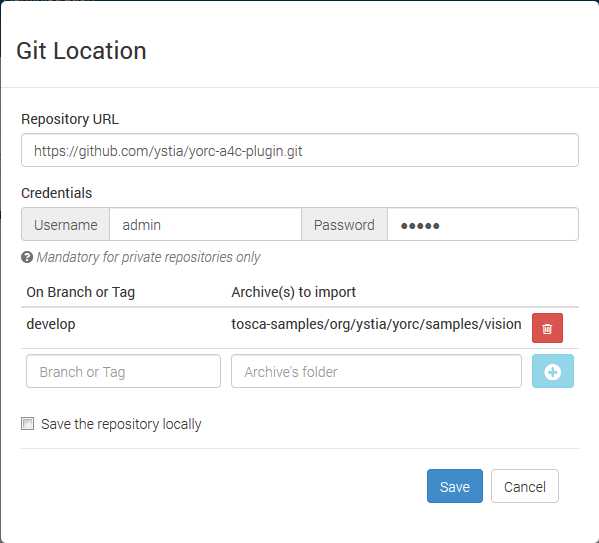 Git Location
Repository URL
https://github.com/ystia/yorc-a4c-plugin.git
Credentials
Username admin Password •••••
Mandatory for private repositories only
On Branch or Tag Archive(s) to import
develop tosca-samples/org/ystia/yorc/samples/vision
Branch or Tag Archive's folder
Save the repository locally
Save Cancel